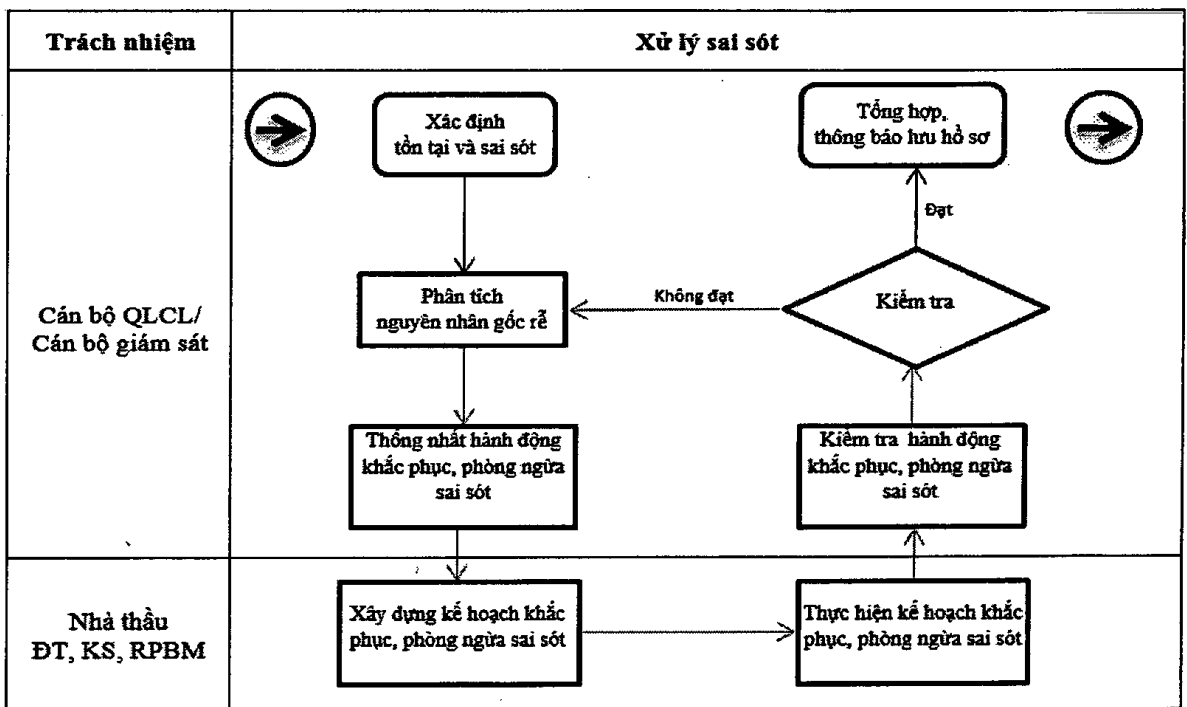 Trách nhiệm
Xử lý sai sót
Xác định
tồn tại và sai sót
Tổng hợp,
thông báo lưu hồ sơ
Đạt
Cán bộ QLCL/
Cán bộ giám sát
Phân tích
nguyên nhân gốc rễ
Không đạt
Kiểm tra
Thống nhất hành động
khắc phục, phòng ngừa
sai sót
Kiểm tra hành động
khắc phục, phòng ngừa
sai sót
Nhà thầu
ĐT, KS, RPBM
Xây dựng kế hoạch khắc
phục, phòng ngừa sai sót
Thực hiện kế hoạch khắc
phục, phòng ngừa sai sót